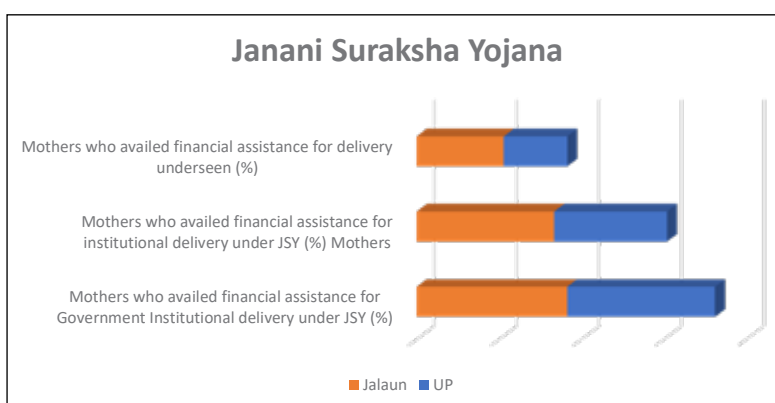 Janani Suraksha Yojana
Mothers who availed financial assistance for delivery
underseen (%)
Mothers who availed financial assistance for
institutional delivery under JSY (%) Mothers
Mothers who availed financial assistance for
Government Institutional delivery under JSY (%)
Jalaun UP